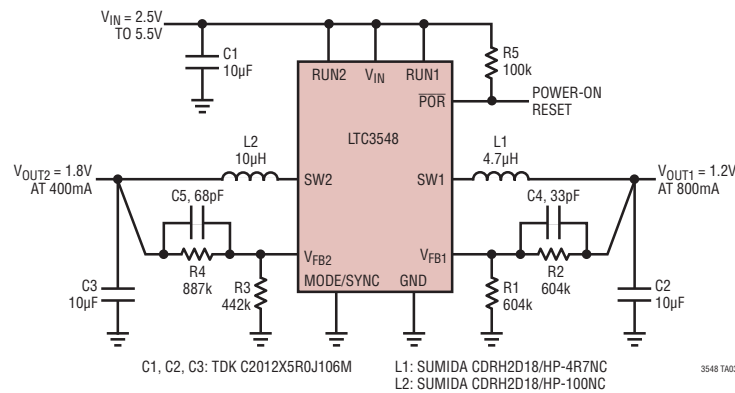 VIN = 2.5V
TO 5.5V
C1
10µF
RUN2
VIN
RUN1
R5
100k
POR
POWER-ON
RESET
LTC3548
L2
10µH
L1
4.7µH
VOUT2 = 1.8V
AT 400mA
SW2
SW1
VOUT1 = 1.2V
AT 800mA
C5, 68pF
C4, 33pF
VFB2
VFB1
R4
887k
R3
442k
R1
604k
R2
604k
C3
10µF
C2
10µF
MODE/SYNC
GND
C1, C2, C3: TDK C2012X5R0J106M
L1: SUMIDA CDRH2D18/HP-4R7NC
L2: SUMIDA CDRH2D18/HP-100NC